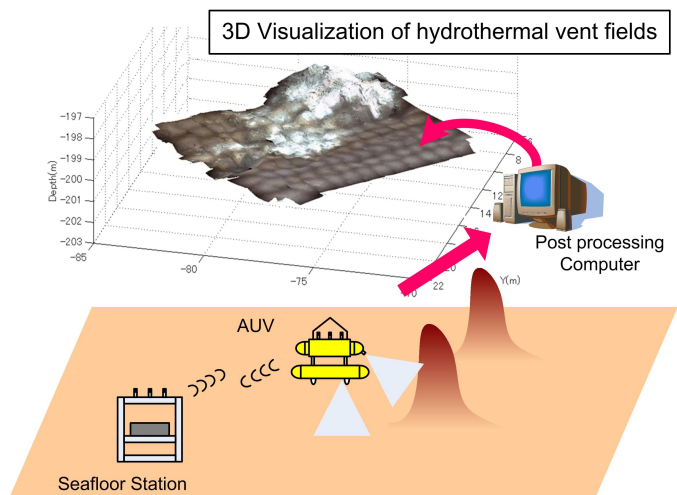 3D Visualization of hydrothermal vent fields
-197
-198
-199
-200
-201
-202
-203
Depth(m)
-85
-80
-75
8
12
14
20
22
Y(m)
Post processing
Computer
AUV
Seafloor Station